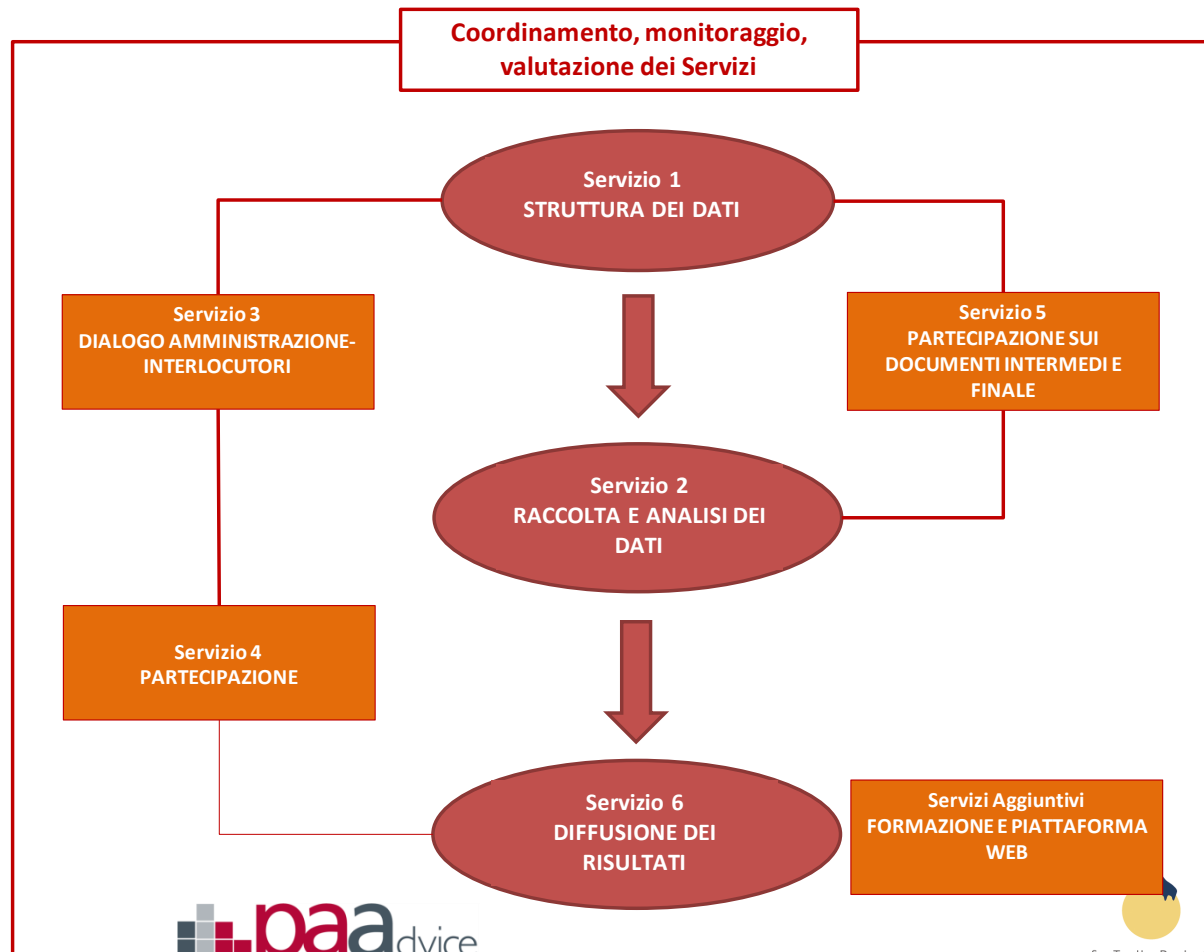 Coordinamento, monitoraggio,
valutazione dei Servizi
Servizio 1
STRUTTURA DEI DATI
Servizio 3
DIALOGO AMMINISTRAZIONE-
INTERLOCUTORI
Servizio 5
PARTECIPAZIONE SUI
DOCUMENTI INTERMEDI E
FINALE
Servizio 2
RACCOLTA E ANALISI DEI
DATI
Servizio 4
PARTECIPAZIONE
Servizio 6
DIFFUSIONE DEI
RISULTATI
Servizi Aggiuntivi
FORMAZIONE E PIATTAFORMA
WEB
paadvice